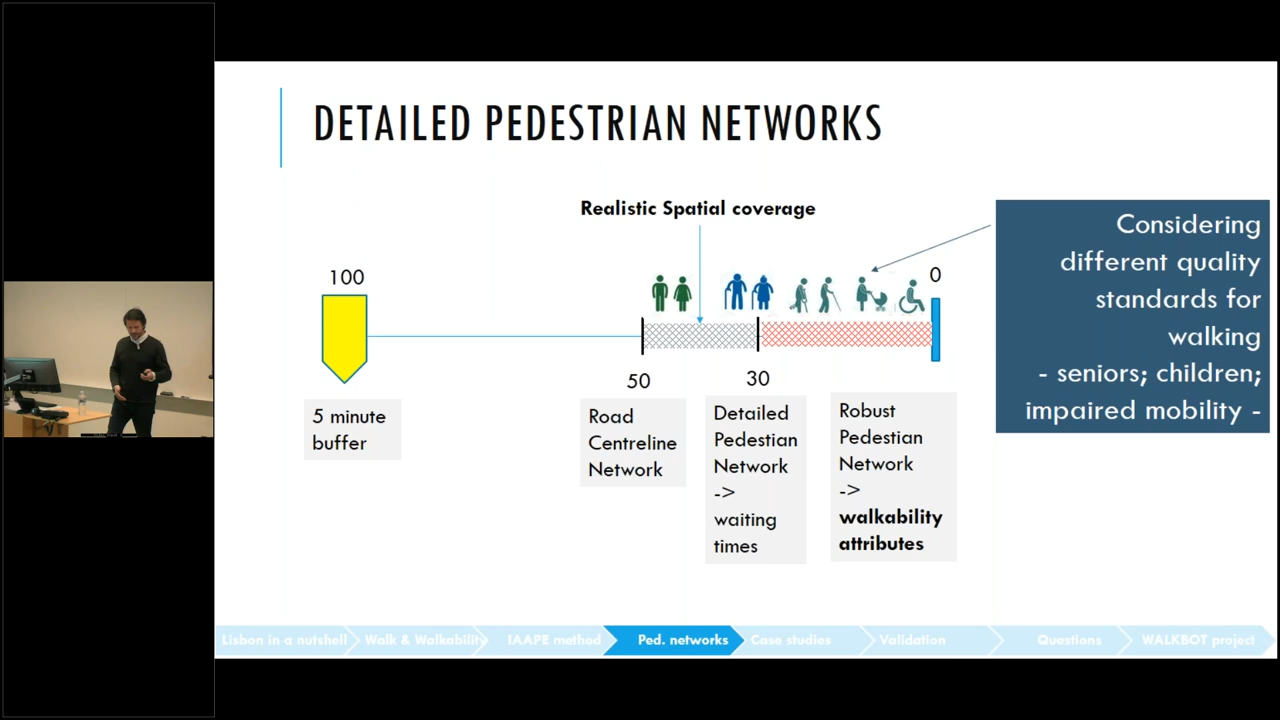 DETAILED PEDESTRIAN NETWORKS
Realistic Spatial coverage
Considering
different quality
standards for
walking
- seniors; children;
impaired mobility -
100
0
50
30
5 minute
buffer
Road
Centreline
Network
Detailed
Pedestian
Network
->
waiting
times
Robust
Pedestian
Network
->
walkability
attributes
Lisbon in a nutshell
Walk & Walkability
IAAPE method
Ped. networks
Case studies
Validation
Questions
WALKBOT project